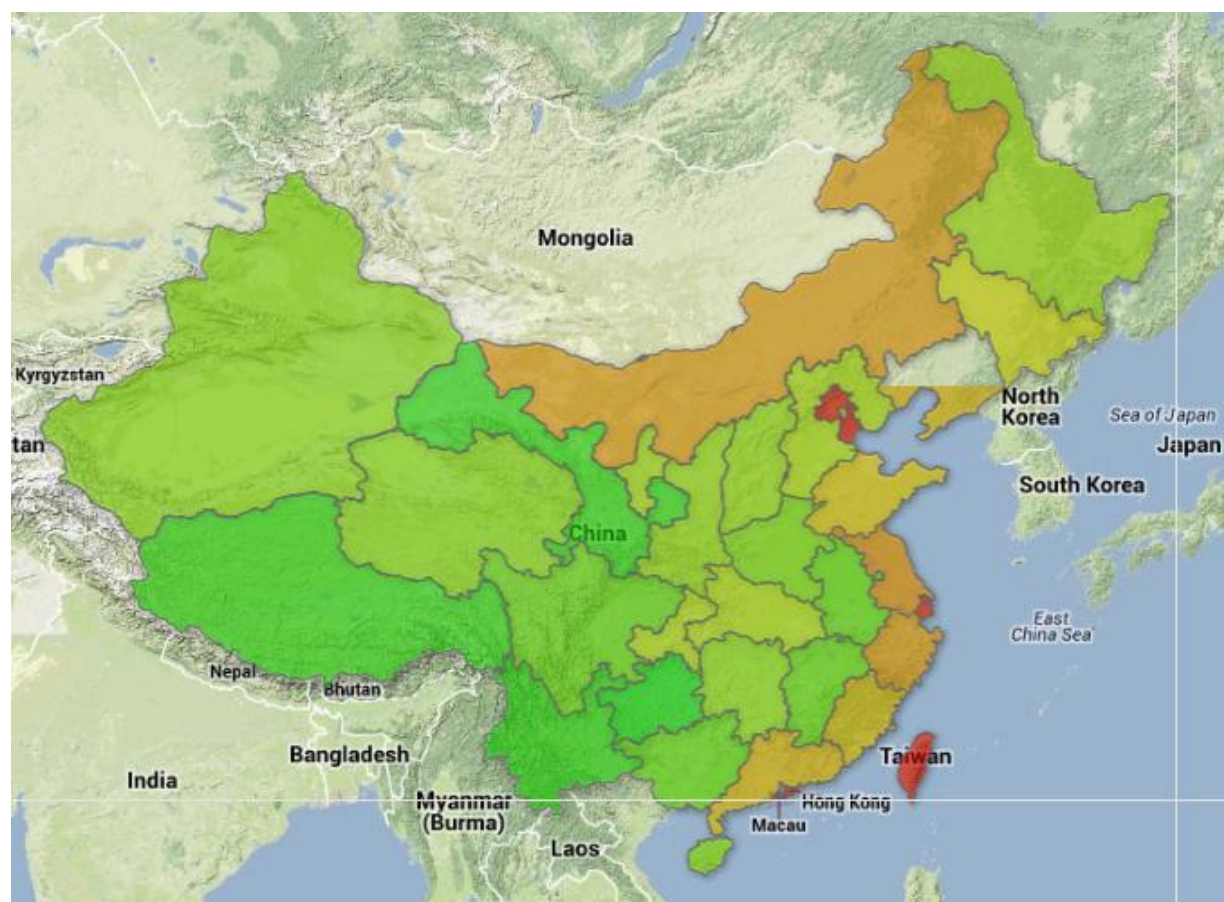 Mongolia
Kyrgyzstan
tan
North
Korea
Sea of Japan
Japan
South Korea
China
East
China Sea
Nepal
Bhutan
Bangladesh
India
Taiwan
Myanmar
(Burma)
Hong Kong
Macau
Laos